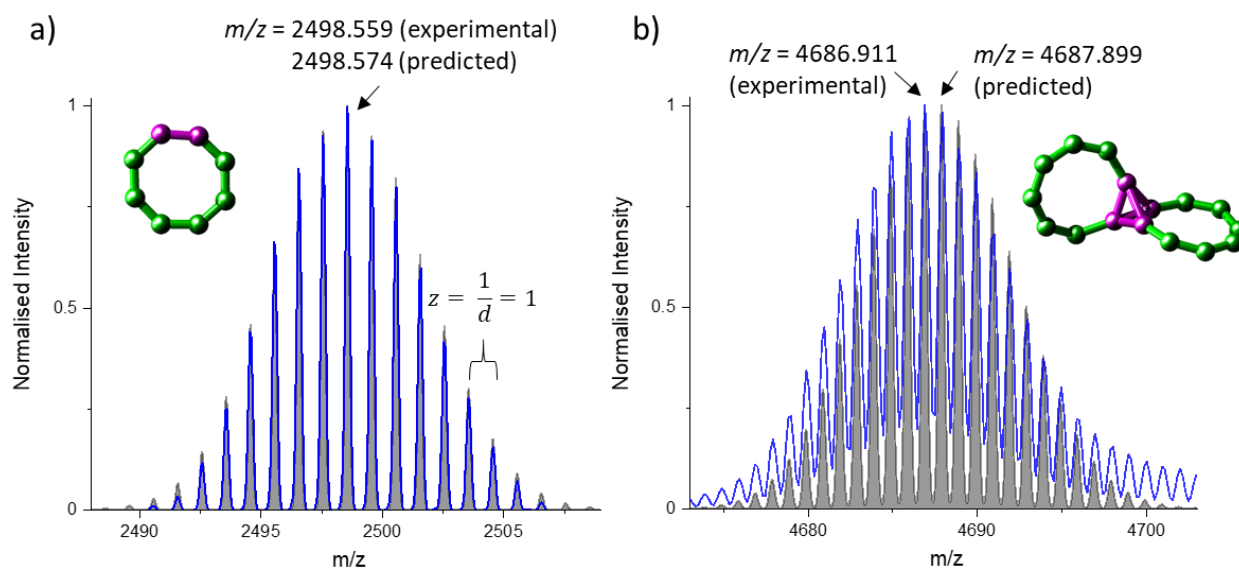 a)
m/z = 2498.559 (experimental)
2498.574 (predicted)
1
0.5
0
Normalised Intensity
z = 1/d = 1
2490
2495
2500
2505
m/z
b)
m/z = 4686.911
(experimental)
m/z = 4687.899
(predicted)
1
0.5
0
Normalised Intensity
4680
4690
4700
m/z